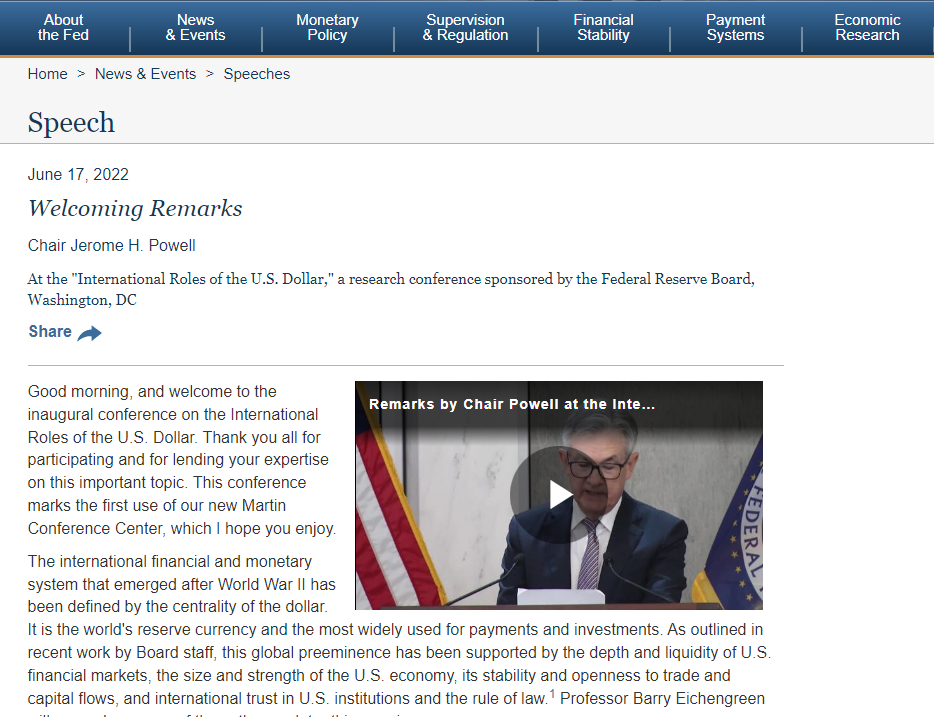 About
the Fed
News
& Events
Monetary
Policy
Supervision
& Regulation
Financial
Stability
Payment
Systems
Economic
Research
Home > News & Events > Speeches
Speech
June 17, 2022
Welcoming Remarks
Chair Jerome H. Powell
At the "International Roles of the U.S. Dollar," a research conference sponsored by the Federal Reserve Board,
Washington, DC
Share
Good morning, and welcome to the
inaugural conference on the International
Roles of the U.S. Dollar. Thank you all for
participating and for lending your expertise
on this important topic. This conference
marks the first use of our new Martin
Conference Center, which I hope you enjoy.
Remarks by Chair Powell at the Inte...
FEDERAL
The international financial and monetary
system that emerged after World War II has
been defined by the centrality of the dollar.
It is the world's reserve currency and the most widely used for payments and investments. As outlined in
recent work by Board staff, this global preeminence has been supported by the depth and liquidity of U.S.
financial markets, the size and strength of the U.S. economy, its stability and openness to trade and
capital flows, and international trust in U.S. institutions and the rule of law.1 Professor Barry Eichengreen